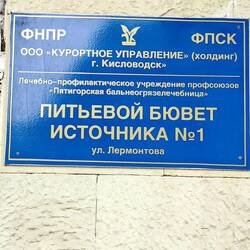 ФНПР ФПСК
ООО «КУРОРТНОЕ УПРАВЛЕНИЕ» (холдинг)
г. Кисловодск
Лечебно-профилактическое учреждение профсоюзов
«Пятигорская бальнеогрязелечебница»
ПИТЬЕВОЙ БЮВЕТ
ИСТОЧНИКА №1
ул. Лермонтова